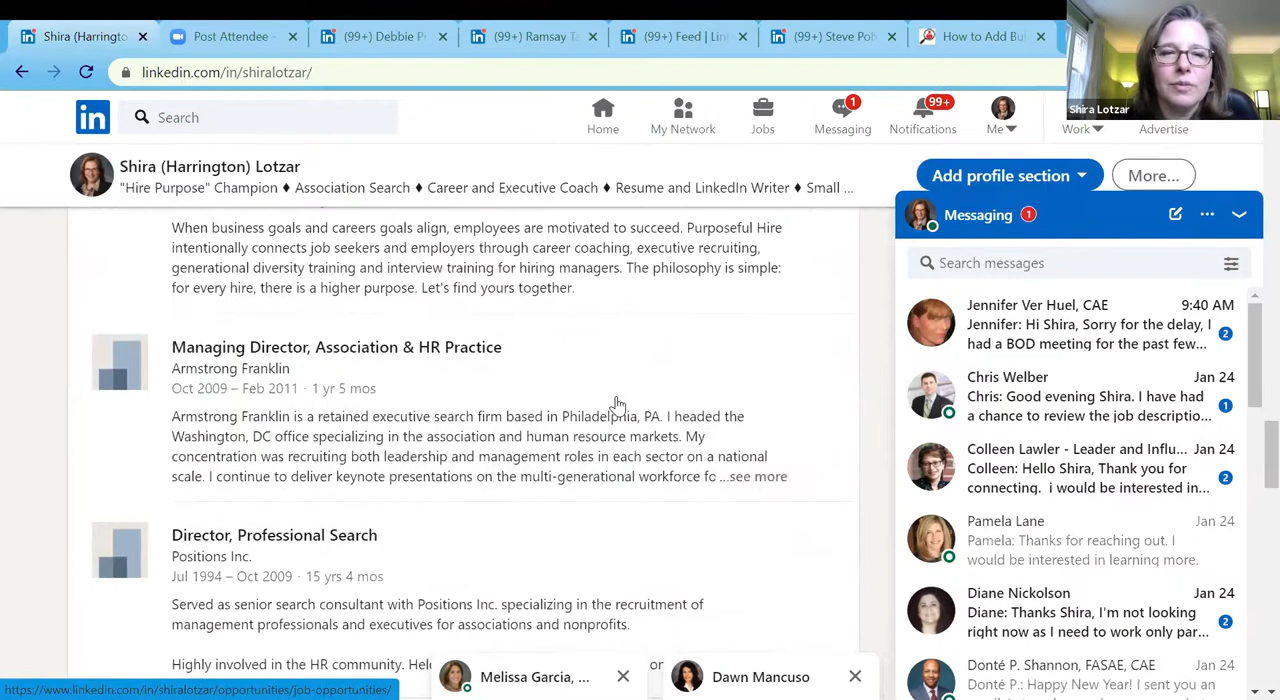 Shira (Harringto
Post Attendee -
(99+) Debbie P
(99+) Ramsay Ta
(99+) Feed | Lin
(99+) Steve Pol
How to Add Bul
linkedin.com/in/shiralotzar/
Shira Lotzar
in
Search
Home
My Network
Jobs
1
Messaging
99+
Notifications
Me
Work
Advertise
Shira (Harrington) Lotzar
"Hire Purpose" Champion ♦ Association Search ♦ Career and Executive Coach ♦ Resume and LinkedIn Writer ♦ Small ...
Add profile section
More...
When business goals and careers goals align, employees are motivated to succeed. Purposeful Hire
intentionally connects job seekers and employers through career coaching, executive recruiting,
generational diversity training and interview training for hiring managers. The philosophy is simple:
for every hire, there is a higher purpose. Let's find yours together.
Managing Director, Association & HR Practice
Armstrong Franklin
Oct 2009 – Feb 2011 · 1 yr 5 mos
Armstrong Franklin is a retained executive search firm based in Philadelphia, PA. I headed the
Washington, DC office specializing in the association and human resource markets. My
concentration was recruiting both leadership and management roles in each sector on a national
scale. I continue to deliver keynote presentations on the multi-generational workforce fo ...see more
Director, Professional Search
Positions Inc.
Jul 1994 – Oct 2009 · 15 yrs 4 mos
Served as senior search consultant with Positions Inc. specializing in the recruitment of
management professionals and executives for associations and nonprofits.
Highly involved in the HR community. Hel
Messaging 1
Search messages
Jennifer Ver Huel, CAE 9:40 AM
Jennifer: Hi Shira, Sorry for the delay, I
had a BOD meeting for the past few... 2
Chris Welber Jan 24
Chris: Good evening Shira. I have had
a chance to review the job descriptio... 1
Colleen Lawler - Leader and Influ... Jan 24
Colleen: Hello Shira, Thank you for
connecting. i would be interested in... 2
Pamela Lane Jan 24
Pamela: Thanks for reaching out. I
would be interested in learning more.
Diane Nickolson Jan 24
Diane: Thanks Shira, I'm not looking
right now as I need to work only par... 2
Donté P. Shannon, FASAE, CAE Jan 24
Donté P.: Happy New Year! I sent you an
Melissa Garcia, ...
Dawn Mancuso
https://www.linkedin.com/in/shiralotzar/opportunities/job-opportunities/